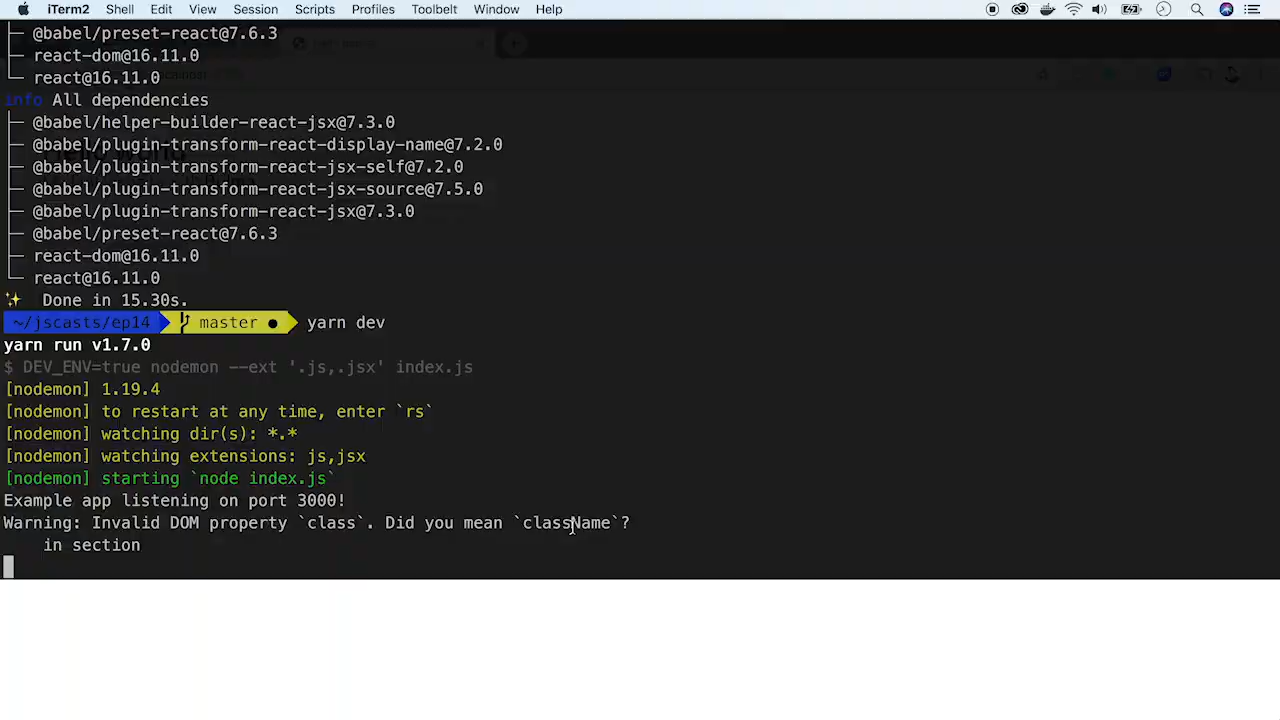 iTerm2 Shell Edit View Session Scripts Profiles Toolbelt Window Help
├─ @babel/preset-react@7.6.3
├─ react-dom@16.11.0
└─ react@16.11.0
info All dependencies
├─ @babel/helper-builder-react-jsx@7.3.0
├─ @babel/plugin-transform-react-display-name@7.2.0
├─ @babel/plugin-transform-react-jsx-self@7.2.0
├─ @babel/plugin-transform-react-jsx-source@7.5.0
├─ @babel/plugin-transform-react-jsx@7.3.0
├─ @babel/preset-react@7.6.3
├─ react-dom@16.11.0
└─ react@16.11.0
✨ Done in 15.30s.
~/jscasts/ep14 master ● yarn dev
yarn run v1.7.0
$ DEV_ENV=true nodemon --ext '.js,.jsx' index.js
[nodemon] 1.19.4
[nodemon] to restart at any time, enter `rs`
[nodemon] watching dir(s): *.*
[nodemon] watching extensions: js,jsx
[nodemon] starting `node index.js`
Example app listening on port 3000!
Warning: Invalid DOM property `class`. Did you mean `className`?
in section